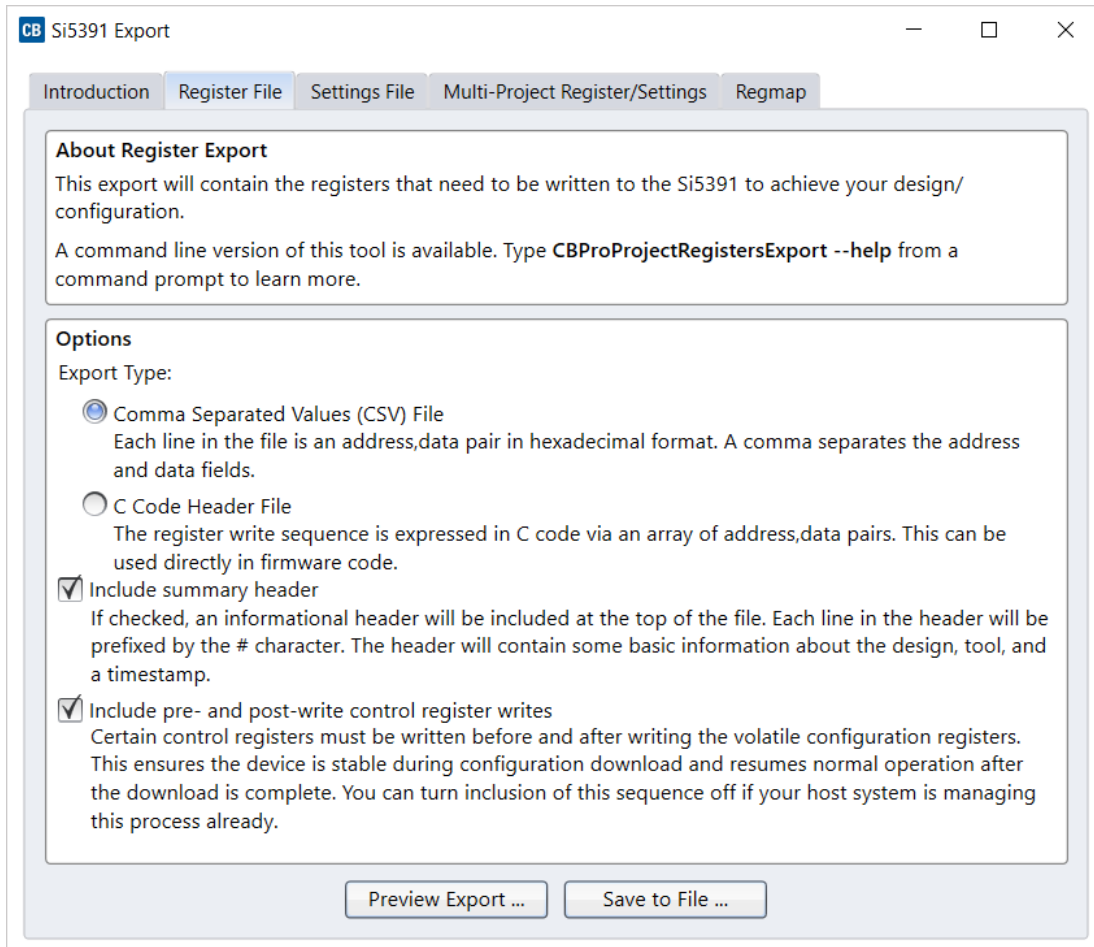 CB Si5391 Export
Introduction Register File Settings File Multi-Project Register/Settings Regmap
About Register Export
This export will contain the registers that need to be written to the Si5391 to achieve your design/
configuration.
A command line version of this tool is available. Type CBProProjectRegistersExport --help from a
command prompt to learn more.
Options
Export Type:
Comma Separated Values (CSV) File
Each line in the file is an address,data pair in hexadecimal format. A comma separates the address
and data fields.
C Code Header File
The register write sequence is expressed in C code via an array of address,data pairs. This can be
used directly in firmware code.
Include summary header
If checked, an informational header will be included at the top of the file. Each line in the header will be
prefixed by the # character. The header will contain some basic information about the design, tool, and
a timestamp.
Include pre- and post-write control register writes
Certain control registers must be written before and after writing the volatile configuration registers.
This ensures the device is stable during configuration download and resumes normal operation after
the download is complete. You can turn inclusion of this sequence off if your host system is managing
this process already.
Preview Export ... Save to File ...